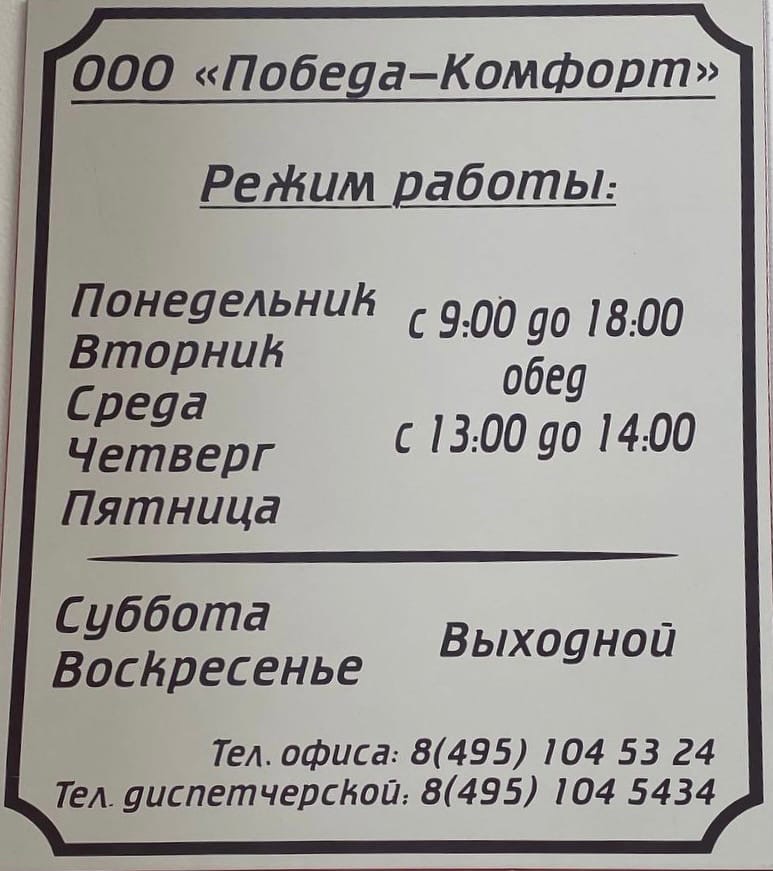 ООО «Победа–Комфорт»
Режим работы:
Понедельник
Вторник
Среда
Четверг
Пятница
с 9:00 до 18:00
обед
с 13:00 до 14:00
Суббота
Воскресенье
Выходной
Тел. офиса: 8(495) 104 53 24
Тел. диспетчерской: 8(495) 104 5434